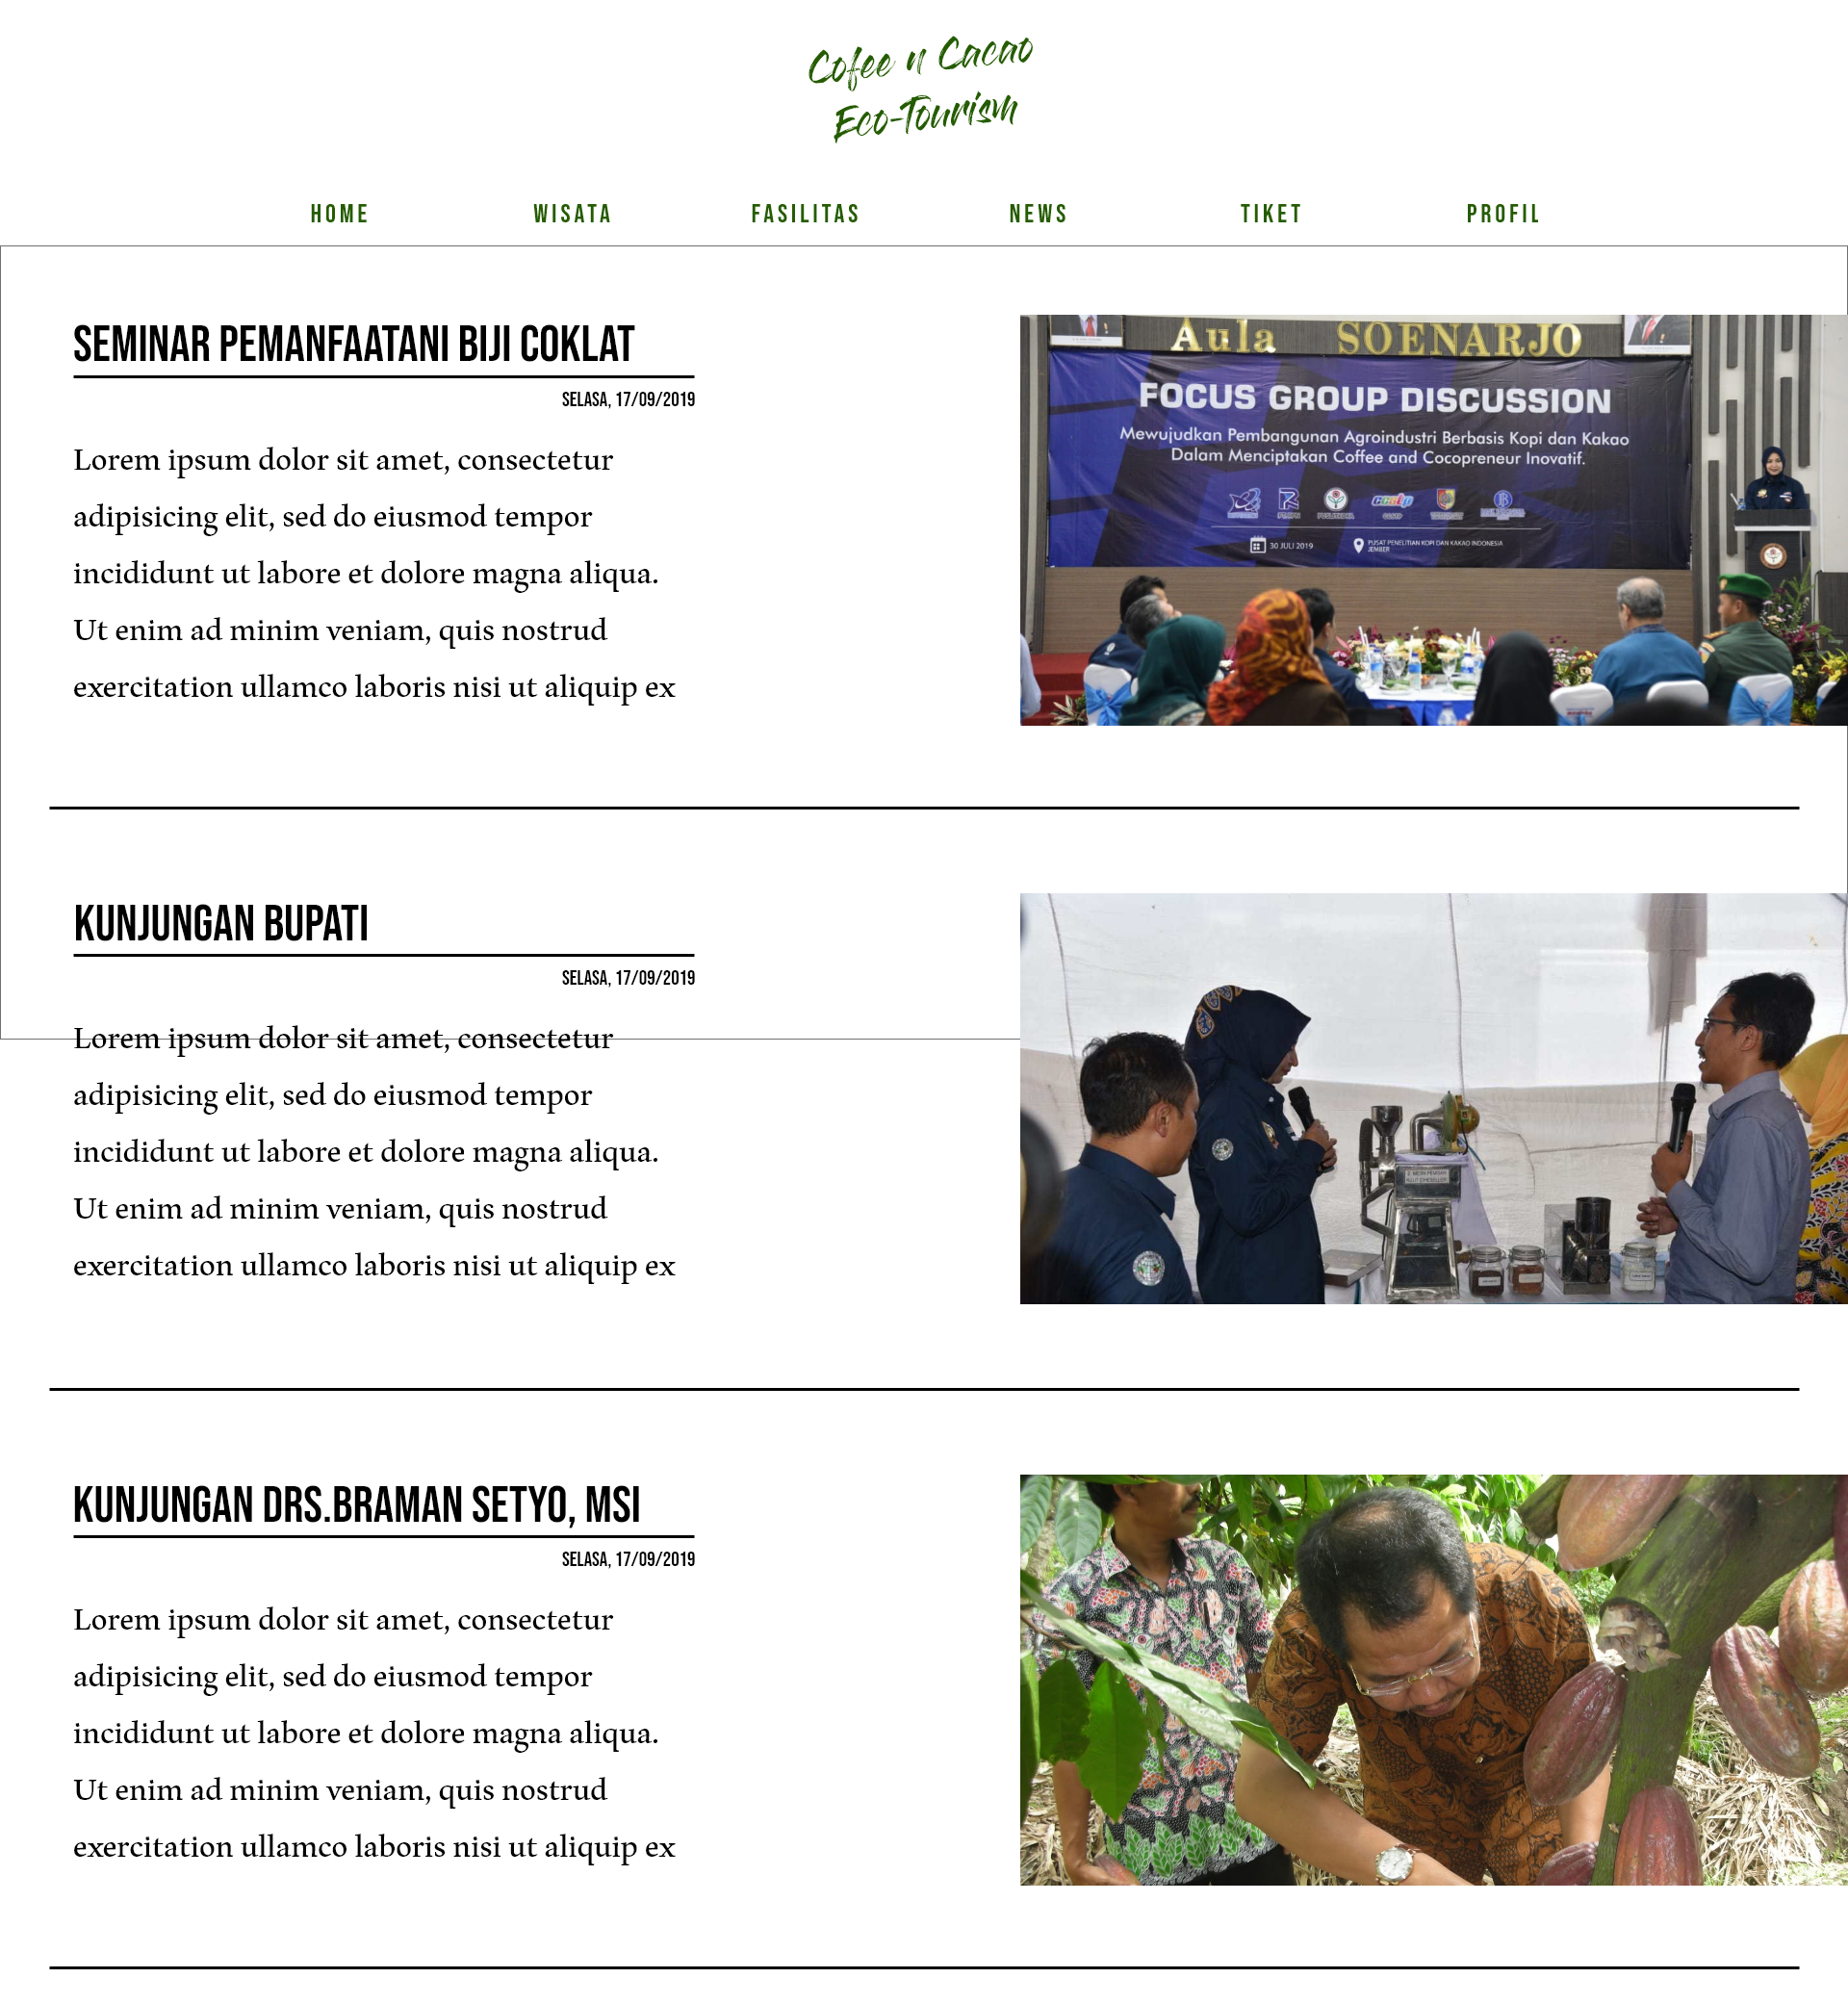 Cofee n Cacao
Eco-Tourism
HOME WISATA FASILITAS NEWS TIKET PROFIL
SEMINAR PEMANFAATANI BIJI COKLAT
SELASA, 17/09/2019
Lorem ipsum dolor sit amet, consectetur
adipisicing elit, sed do eiusmod tempor
incididunt ut labore et dolore magna aliqua.
Ut enim ad minim veniam, quis nostrud
exercitation ullamco laboris nisi ut aliquip ex
Aula SOENARJO
FOCUS GROUP DISCUSSION
Mewujudkan Pembangunan Agroindustri Berbasis Kopi dan Kakao
Dalam Menciptakan Coffee and Cocopreneur Inovatif.
30 JULI 2019
PUSAT PENELITIAN KOPI DAN KAKAO INDONESIA
JEMBER
KUNJUNGAN BUPATI
SELASA, 17/09/2019
Lorem ipsum dolor sit amet, consectetur
adipisicing elit, sed do eiusmod tempor
incididunt ut labore et dolore magna aliqua.
Ut enim ad minim veniam, quis nostrud
exercitation ullamco laboris nisi ut aliquip ex
KUNJUNGAN DRS.BRAMAN SETYO, MSI
SELASA, 17/09/2019
Lorem ipsum dolor sit amet, consectetur
adipisicing elit, sed do eiusmod tempor
incididunt ut labore et dolore magna aliqua.
Ut enim ad minim veniam, quis nostrud
exercitation ullamco laboris nisi ut aliquip ex